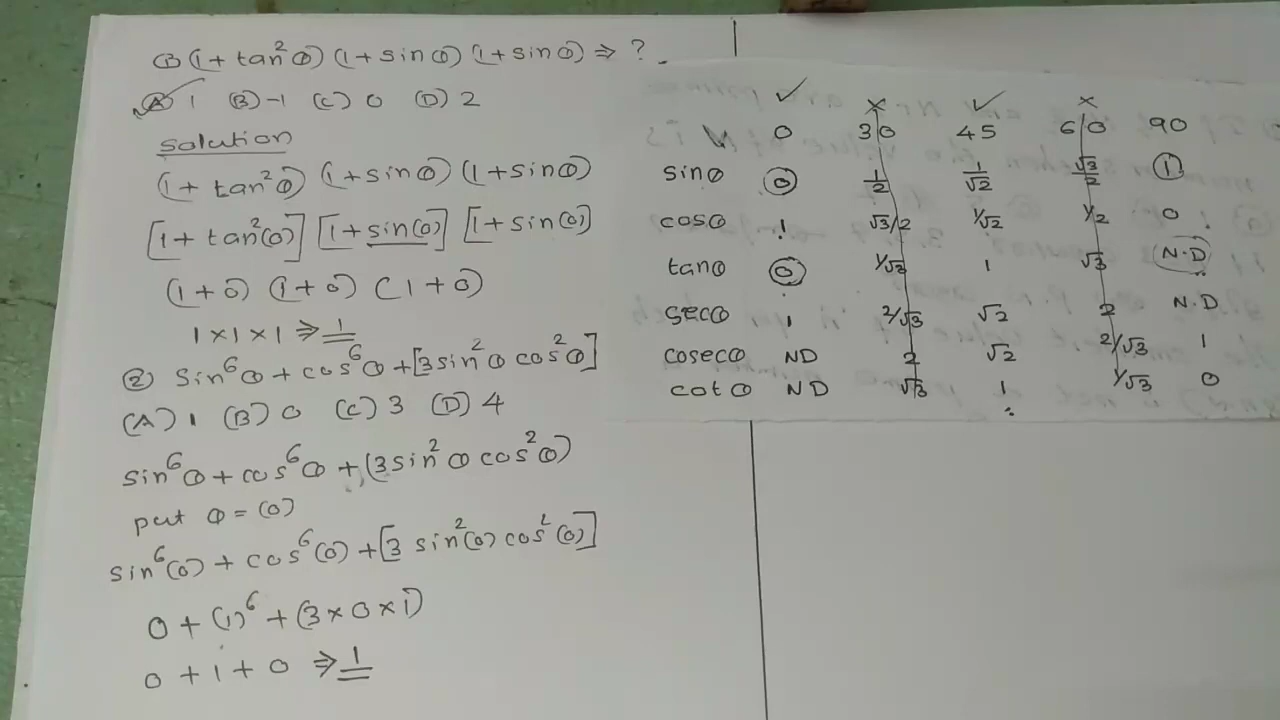 ① (1 + tan²θ) (1 + sinθ) (1 + sinθ) ⇒ ?
(A) 1 (B) -1 (C) 0 (D) 2
solution
(1 + tan²θ) (1 + sinθ) (1 + sinθ)
[1 + tan²(0)] [1 + sin(0)] [1 + sin(0)]
(1 + 0) (1 + 0) (1 + 0)
1 × 1 × 1 ⇒ 1
② sin⁶θ + cos⁶θ + [3 sin²θ cos²θ]
(A) 1 (B) 0 (C) 3 (D) 4
sin⁶θ + cos⁶θ + (3 sin²θ cos²θ)
put θ = (0)
sin⁶(0) + cos⁶(0) + [3 sin²(0) cos²(0)]
0 + (1)⁶ + (3 × 0 × 1)
0 + 1 + 0 ⇒ 1
✓ × ✓ ×
0 30 45 60 90
sinθ 0 1/2 1/√2 √3/2 1
cosθ 1 √3/2 1/√2 1/2 0
tanθ 0 1/√3 1 √3 N.D
secθ 1 2/√3 √2 2 N.D
cosecθ ND 2 √2 2/√3 1
cotθ ND √3 1 1/√3 0